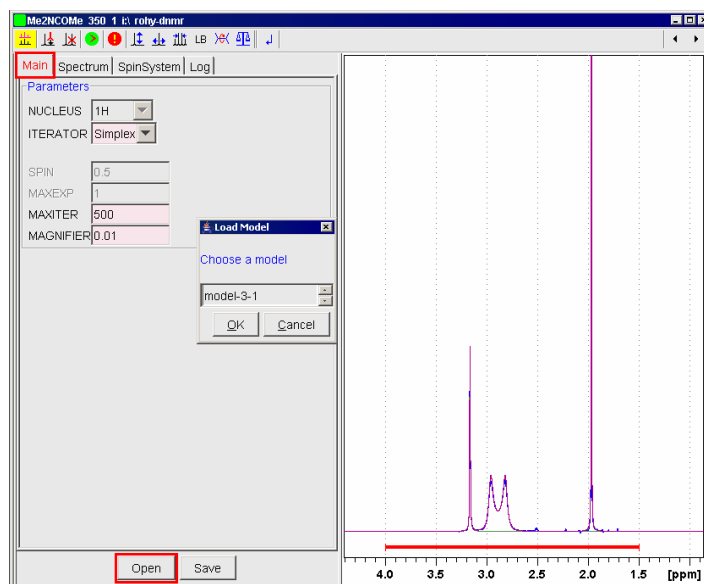 Me2NCOMe 350 1 i:\ rohy-dnmr
LB
Main Spectrum SpinSystem Log
Parameters
NUCLEUS 1H
ITERATOR Simplex
SPIN 0.5
MAXEXP 1
MAXITER 500
MAGNIFIER 0.01
Load Model
Choose a model
model-3-1
OK Cancel
Open Save
4.0 3.5 3.0 2.5 2.0 1.5 [ppm]